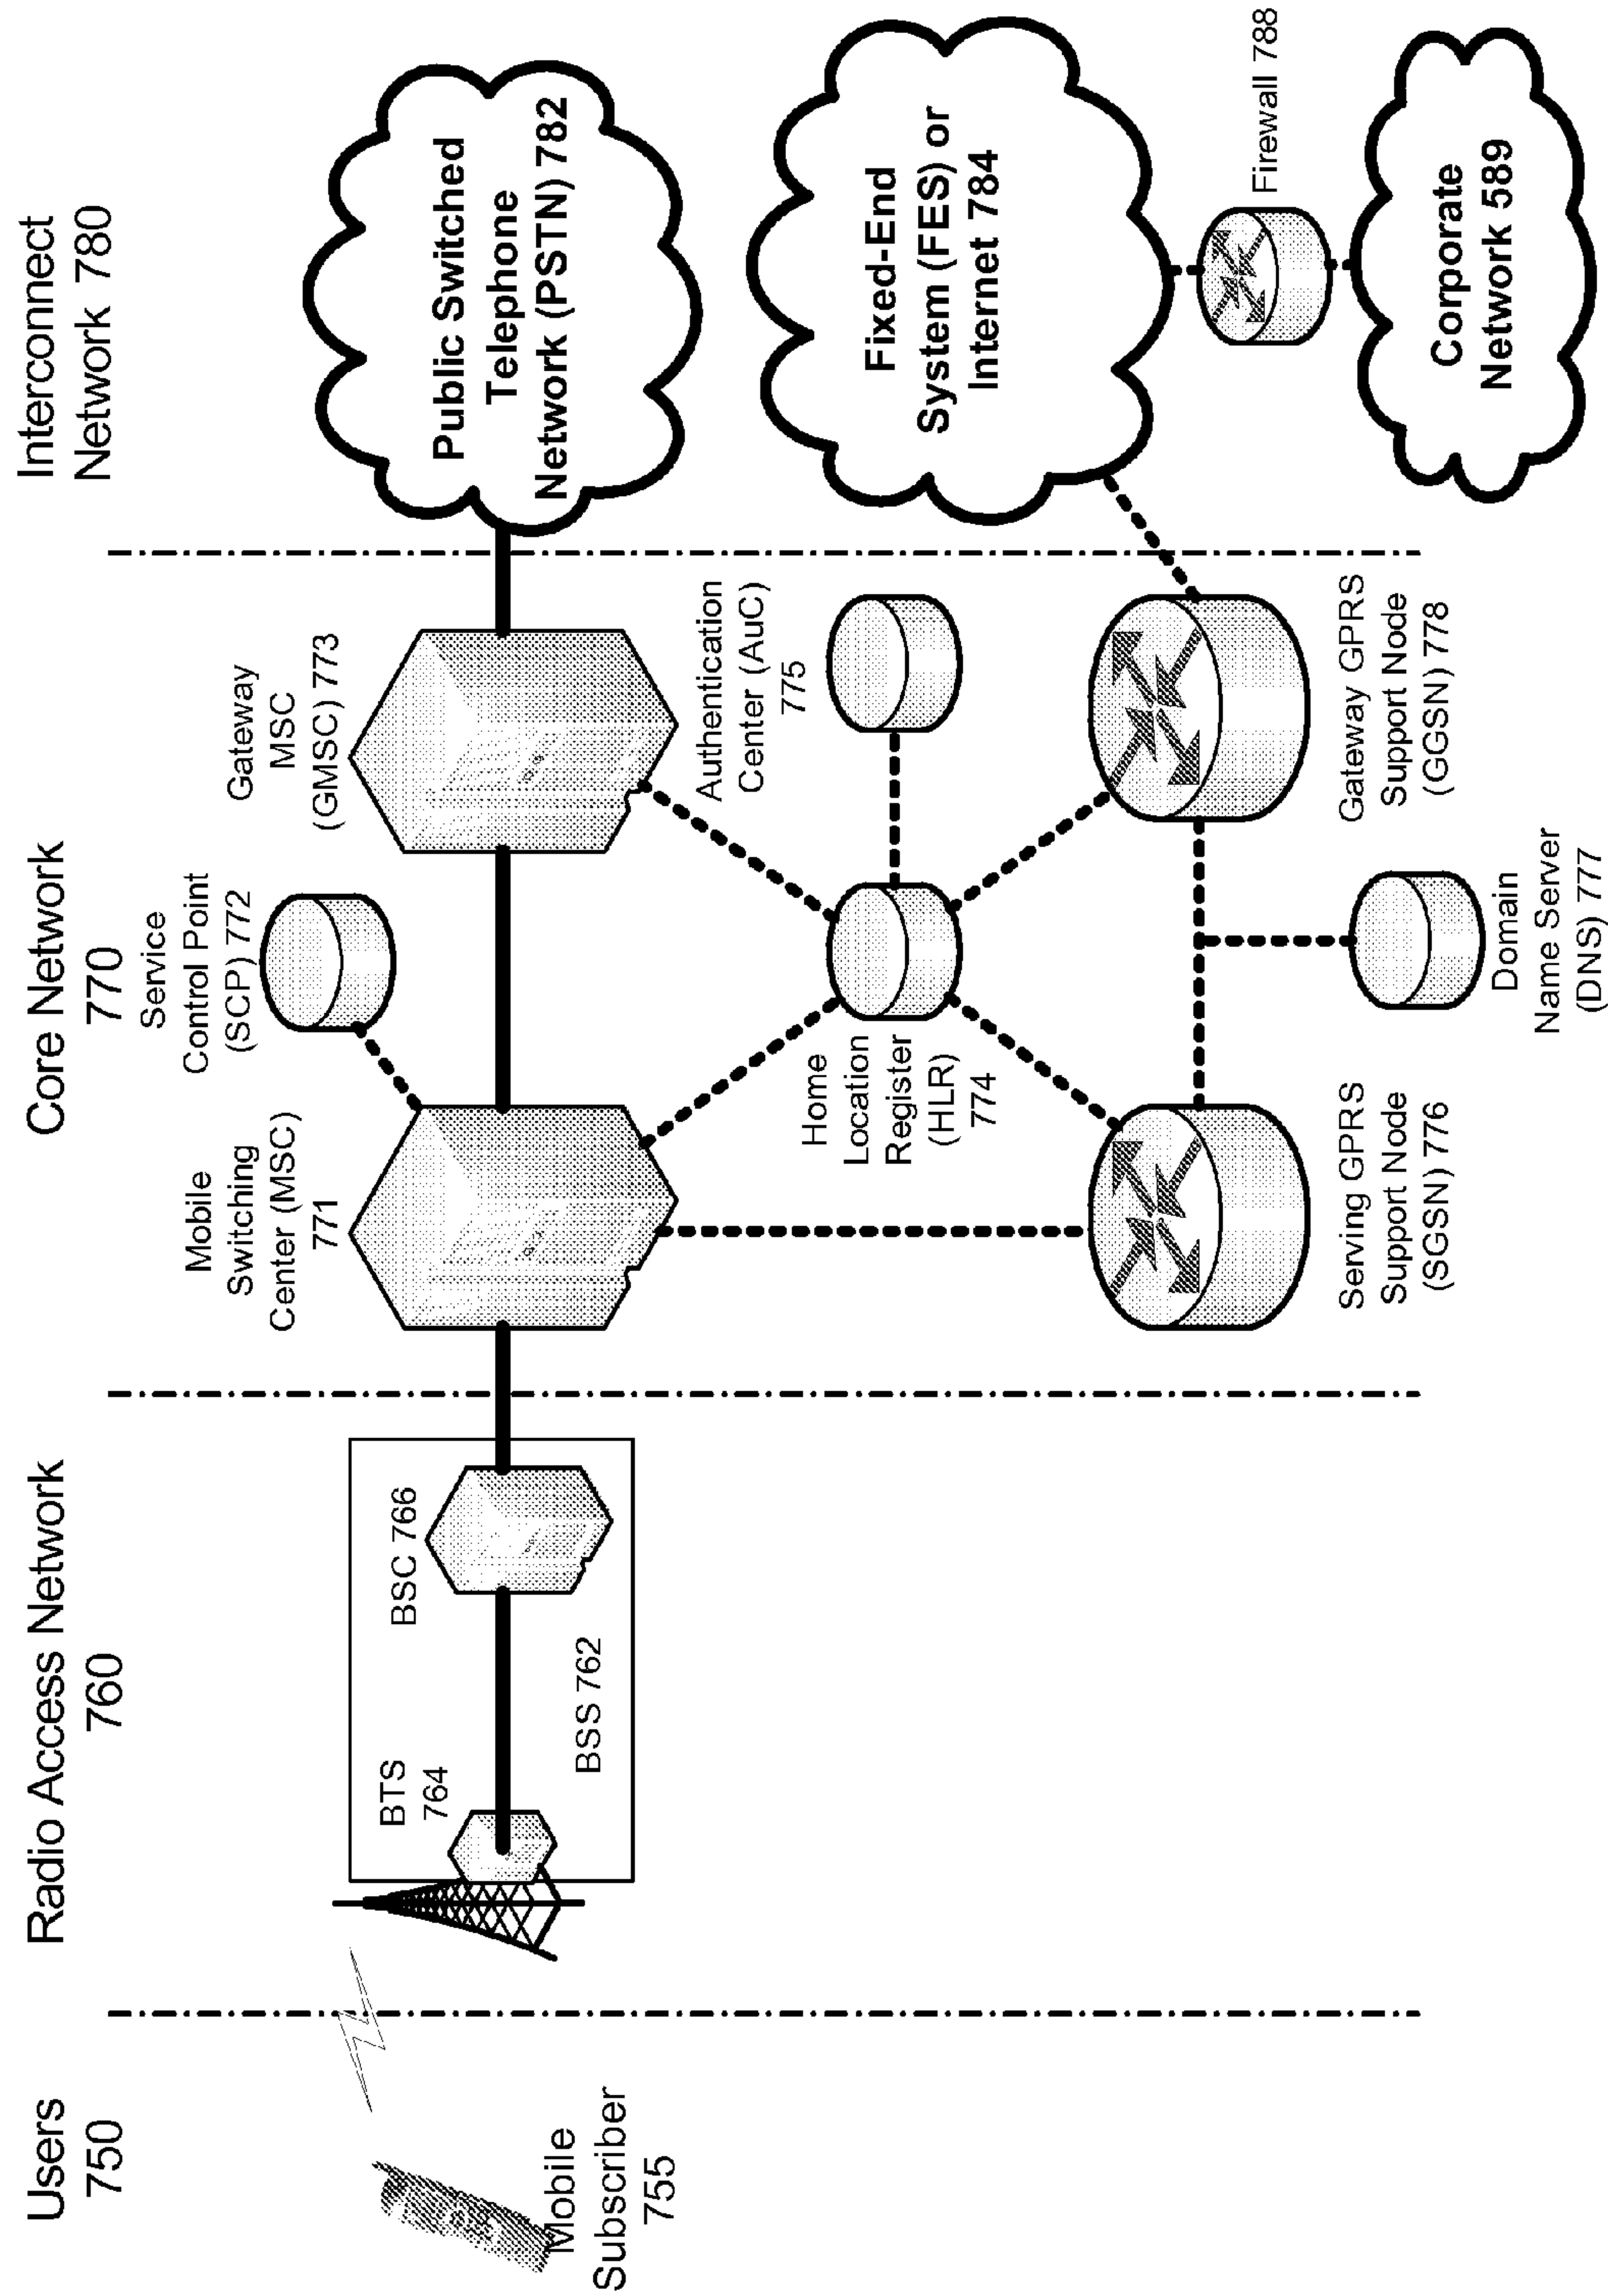 Users
750
Radio Access Network
760
Core Network
770
Interconnect
Network 780
Mobile
Subscriber
755
BTS
764
BSC 766
BSS 762
Mobile
Switching
Center (MSC)
771
Service
Control Point
(SCP) 772
Gateway
MSC
(GMSC) 773
Public Switched
Telephone
Network (PSTN) 782
Home
Location
Register
(HLR)
774
Authentication
Center (AuC)
775
Fixed-End
System (FES) or
Internet 784
Serving GPRS
Support Node
(SGSN) 776
Gateway GPRS
Support Node
(GGSN) 778
Firewall 788
Domain
Name Server
(DNS) 777
Corporate
Network 589